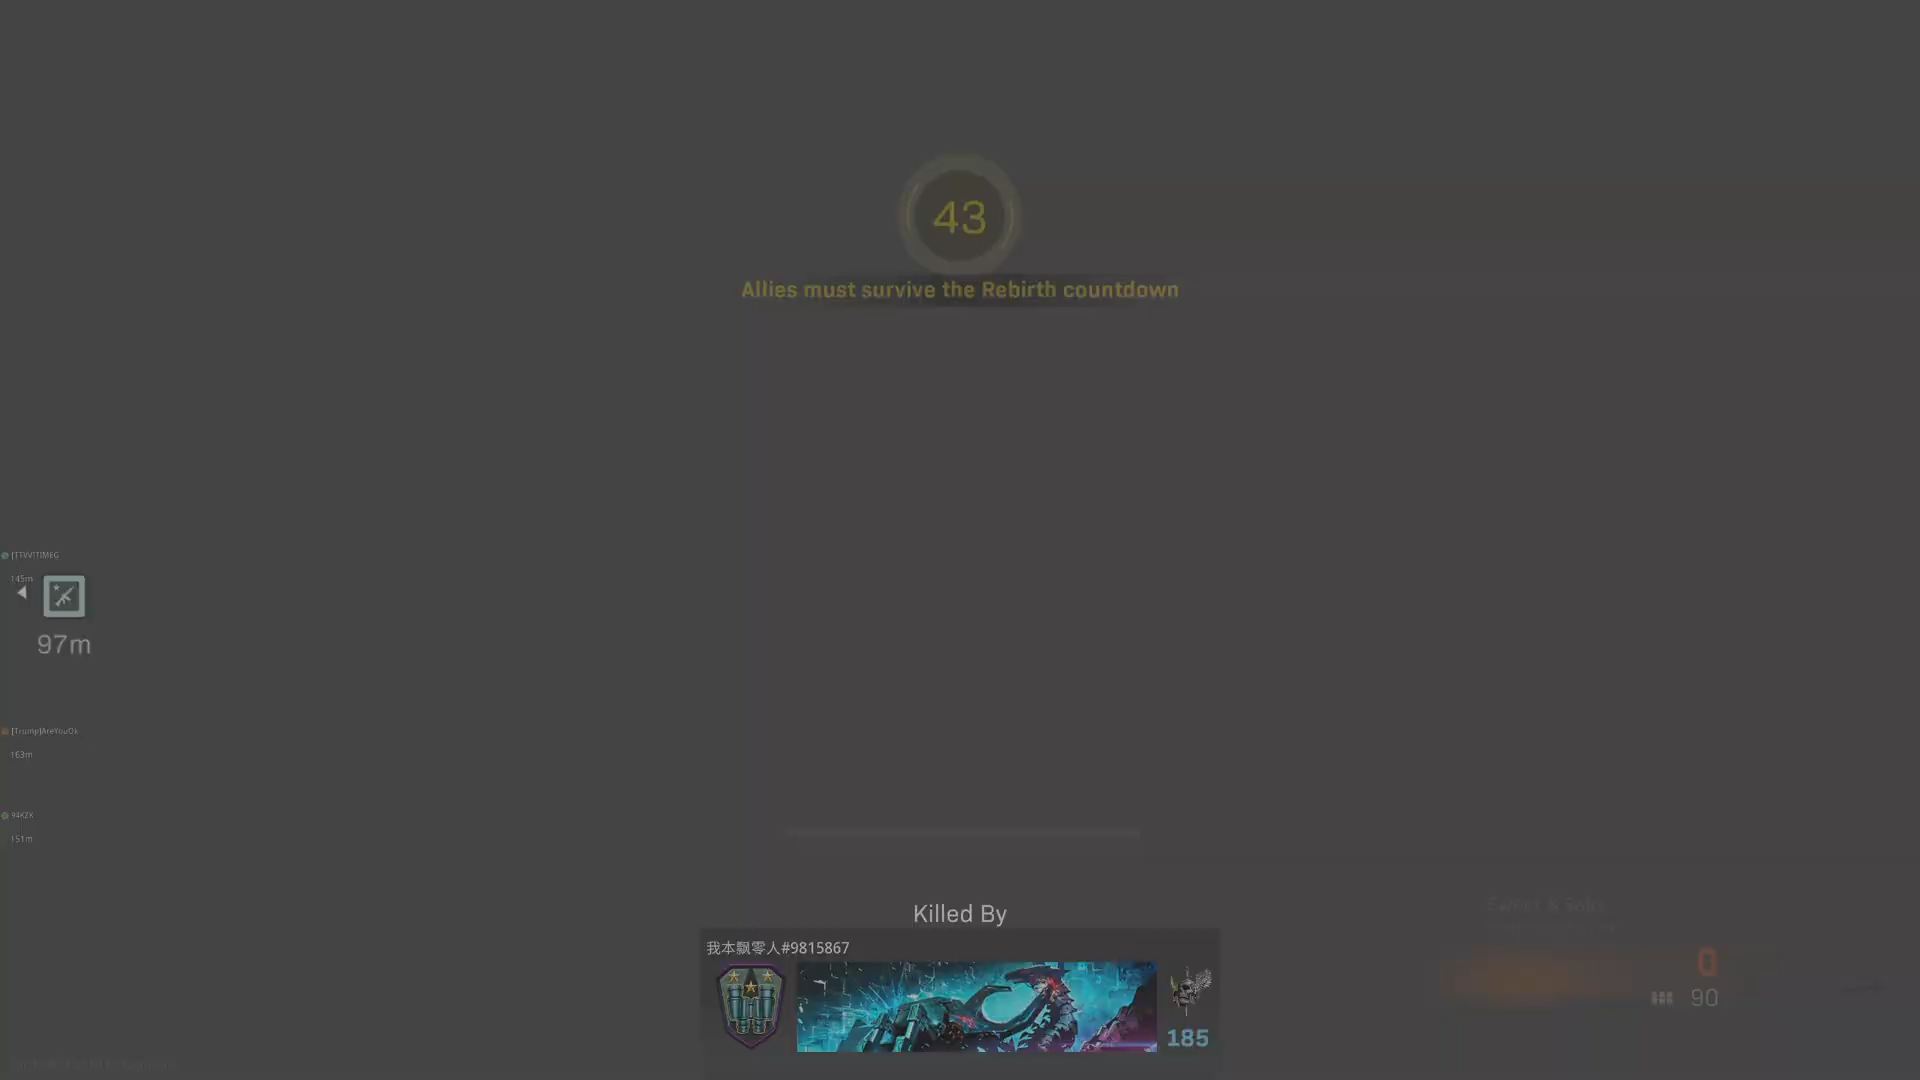 43
Allies must survive the Rebirth countdown
145m
97m
[Trump]AreYouOk
163m
94KZK
151m
Killed By
我本飘零人#9815867
185
0
90